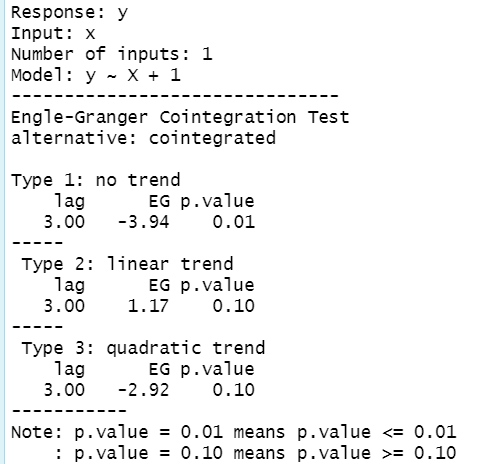 Response: y
Input: x
Number of inputs: 1
Model: y ~ X + 1
-------------------------------
Engle-Granger Cointegration Test
alternative: cointegrated

Type 1: no trend
    lag      EG p.value
   3.00   -3.94    0.01
-----
 Type 2: linear trend
    lag      EG p.value
   3.00    1.17    0.10
-----
 Type 3: quadratic trend
    lag      EG p.value
   3.00   -2.92    0.10
-----------
Note: p.value = 0.01 means p.value <= 0.01
    : p.value = 0.10 means p.value >= 0.10